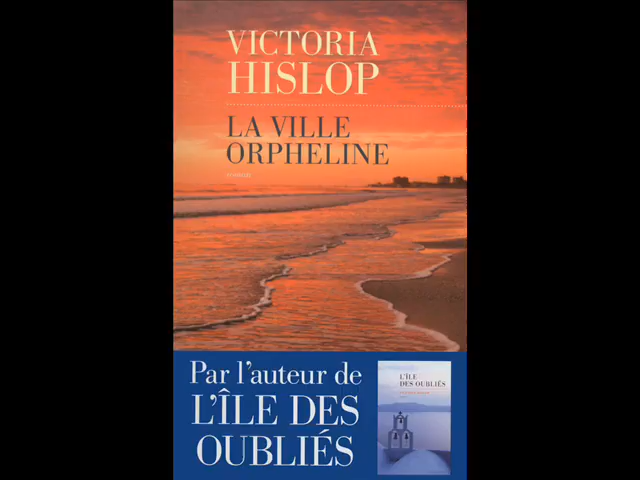 VICTORIA
HISLOP
LA VILLE
ORPHELINE
Par l'auteur de
L'ÎLE DES
OUBLIÉS
L'ÎLE
DES OUBLIÉS